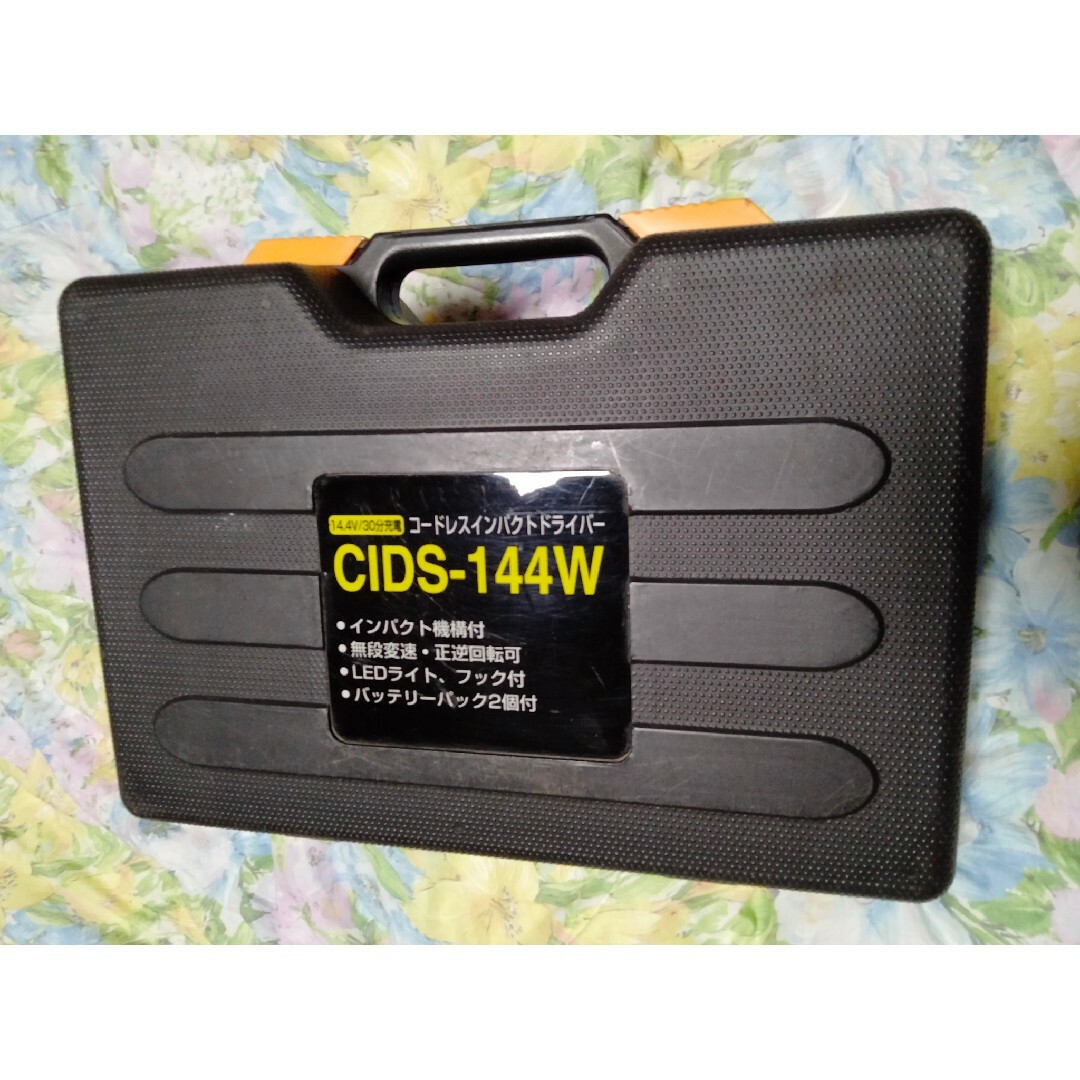 14.4V/30分充電 コードレスインパクトドライバー
CIDS-144W
●インパクト機構付
●無段変速・正逆回転可
●LEDライト、フック付
●バッテリーパック2個付